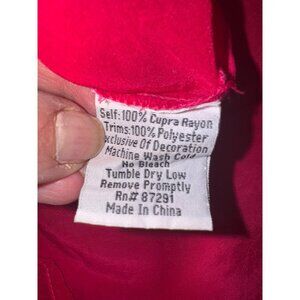 Self:100% Cupra Rayon
Trims:100% Polyester
xclusive Of Decoration
Machine Wash Cold
No Bleach
Tumble Dry Low
Remove Promptly
Rn# 87291
Made In China